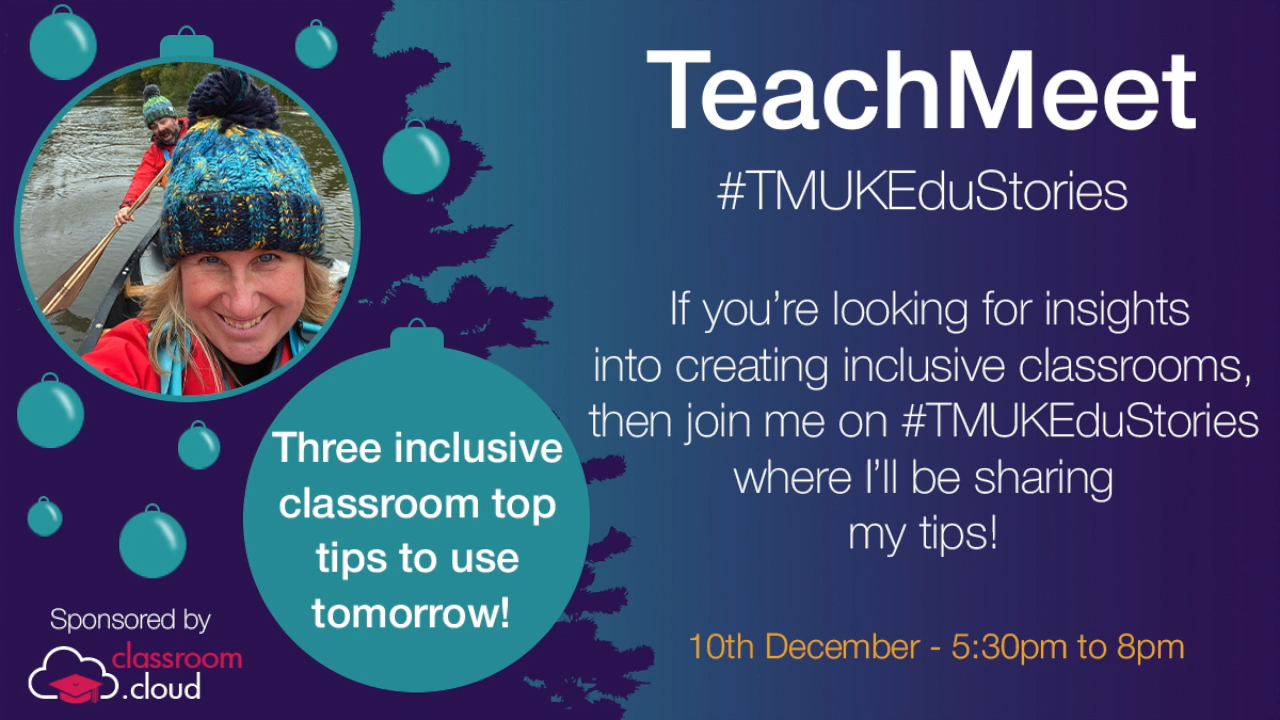 TeachMeet
#TMUKEduStories
If you’re looking for insights
into creating inclusive classrooms,
then join me on #TMUKEduStories
where I’ll be sharing
my tips!
10th December - 5:30pm to 8pm
Three inclusive
classroom top
tips to use
tomorrow!
Sponsored by
classroom
.cloud